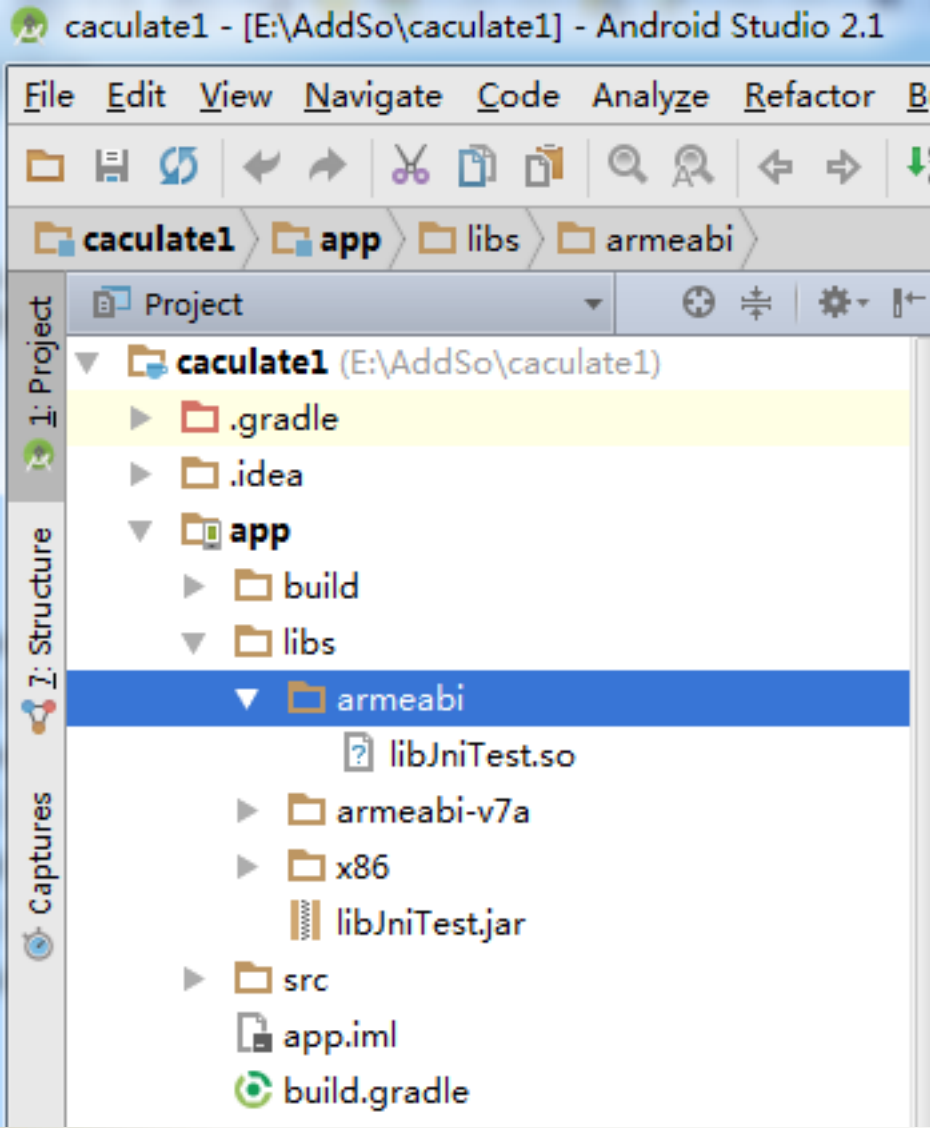 caculate1 - [E:\AddSo\caculate1] - Android Studio 2.1
File Edit View Navigate Code Analyze Refactor
caculate1 app libs armeabi
Project
1: Project
7: Structure
Captures
caculate1 (E:\AddSo\caculate1)
.gradle
.idea
app
build
libs
armeabi
libJniTest.so
armeabi-v7a
x86
libJniTest.jar
src
app.iml
build.gradle